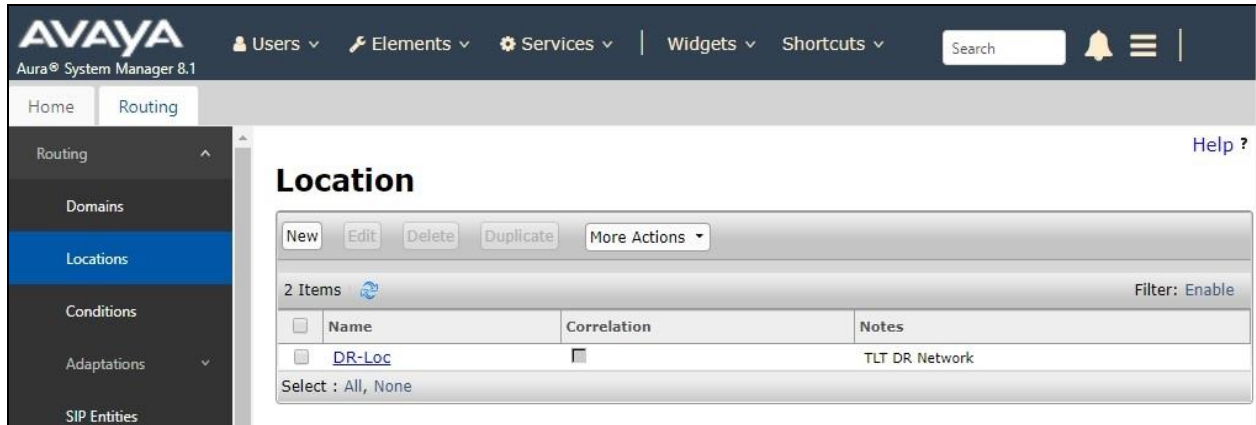 AVAYA
Aura® System Manager 8.1
Users Elements Services Widgets Shortcuts Search
Home Routing
Routing
Help ?
Location
Domains
New Edit Delete Duplicate More Actions
Locations
2 Items Filter: Enable
Conditions
Name Correlation Notes
Adaptations
DR-Loc TLT DR Network
Select : All, None
SIP Entities